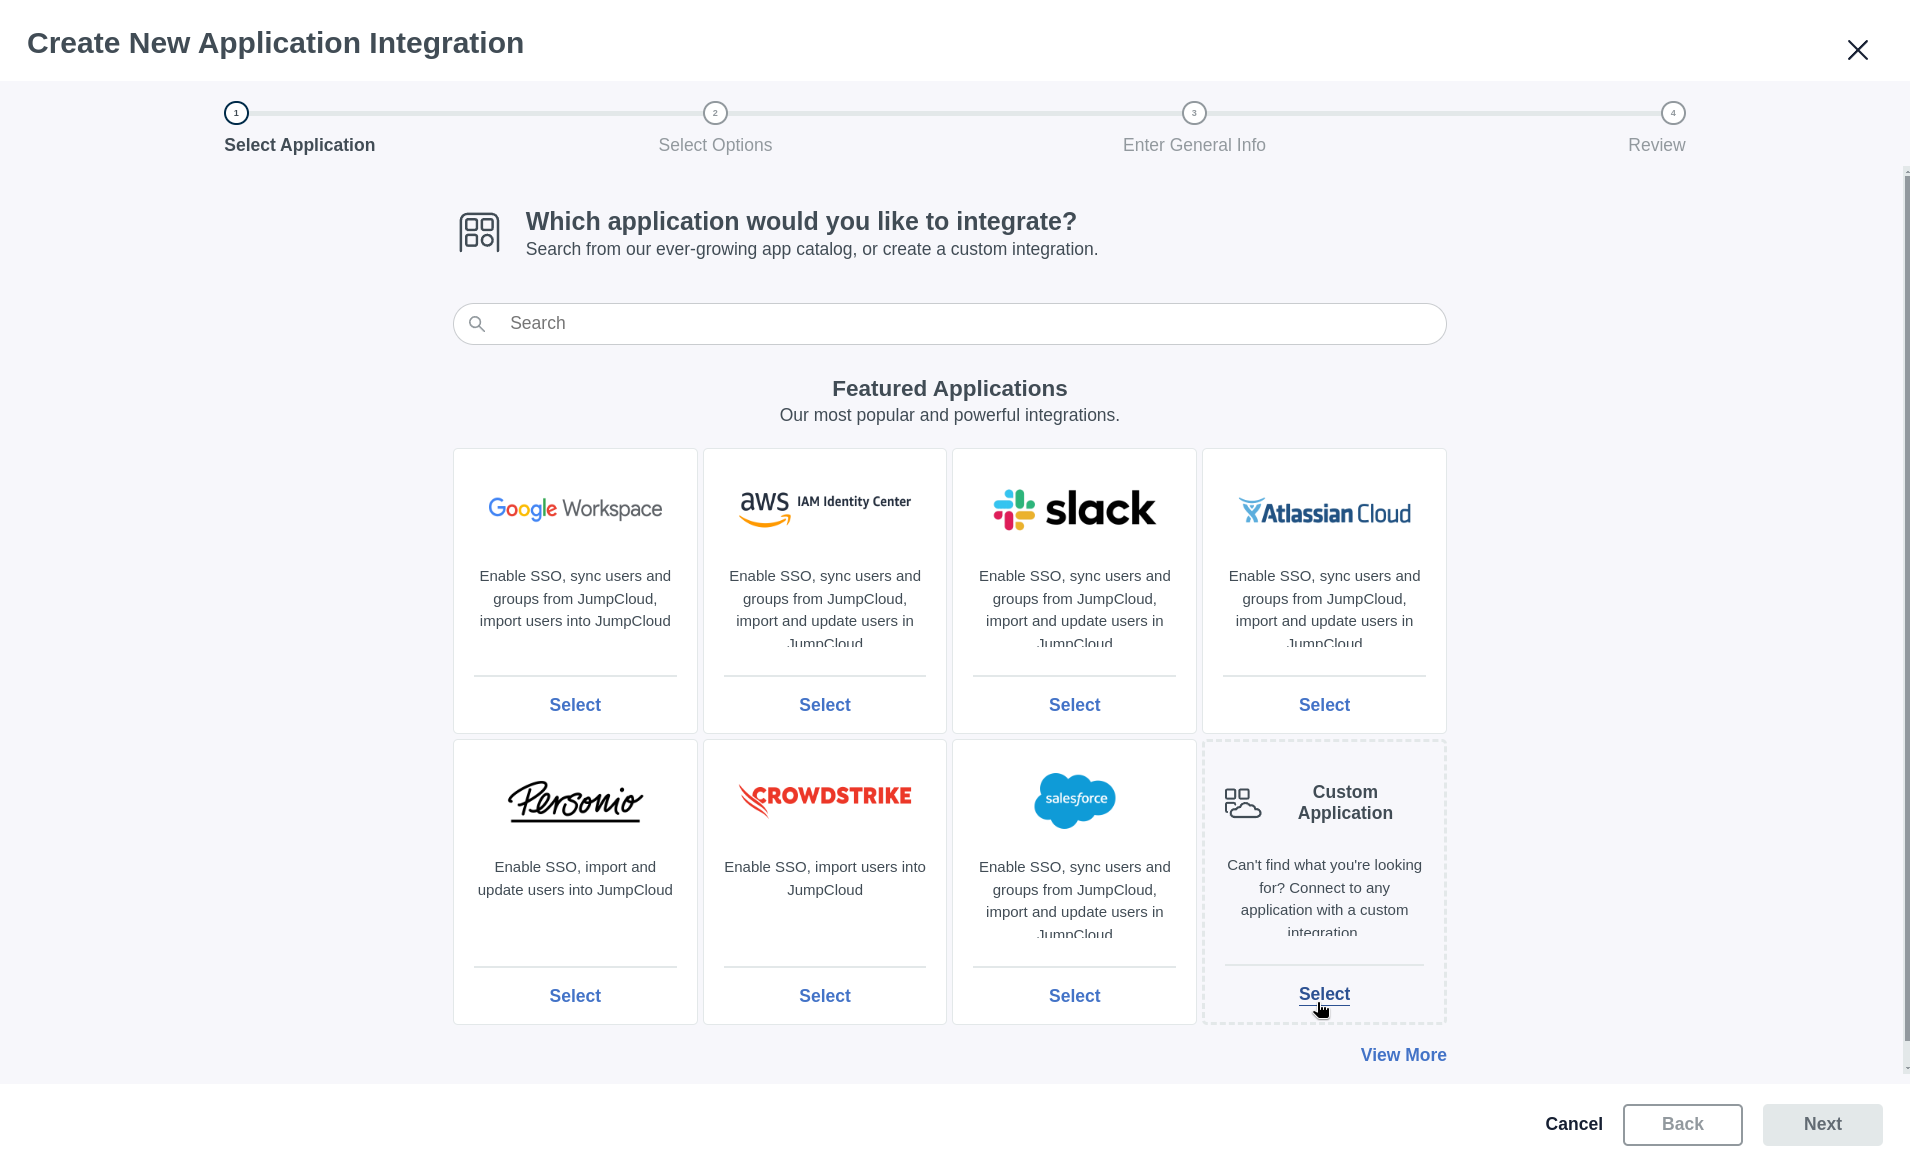 Create New Application Integration
1
2
3
4
Select Application
Select Options
Enter General Info
Review
Which application would you like to integrate?
Search from our ever-growing app catalog, or create a custom integration.
Search
Featured Applications
Our most popular and powerful integrations.
Google Workspace
Enable SSO, sync users and
groups from JumpCloud,
import users into JumpCloud
Select
aws IAM Identity Center
Enable SSO, sync users and
groups from JumpCloud,
import and update users in
JumpCloud
Select
slack
Enable SSO, sync users and
groups from JumpCloud,
import and update users in
JumpCloud
Select
Atlassian Cloud
Enable SSO, sync users and
groups from JumpCloud,
import and update users in
JumpCloud
Select
Personio
Enable SSO, import and
update users into JumpCloud
Select
CROWDSTRIKE
Enable SSO, import users into
JumpCloud
Select
salesforce
Enable SSO, sync users and
groups from JumpCloud,
import and update users in
JumpCloud
Select
Custom
Application
Can't find what you're looking
for? Connect to any
application with a custom
integration.
Select
View More
Cancel
Back
Next